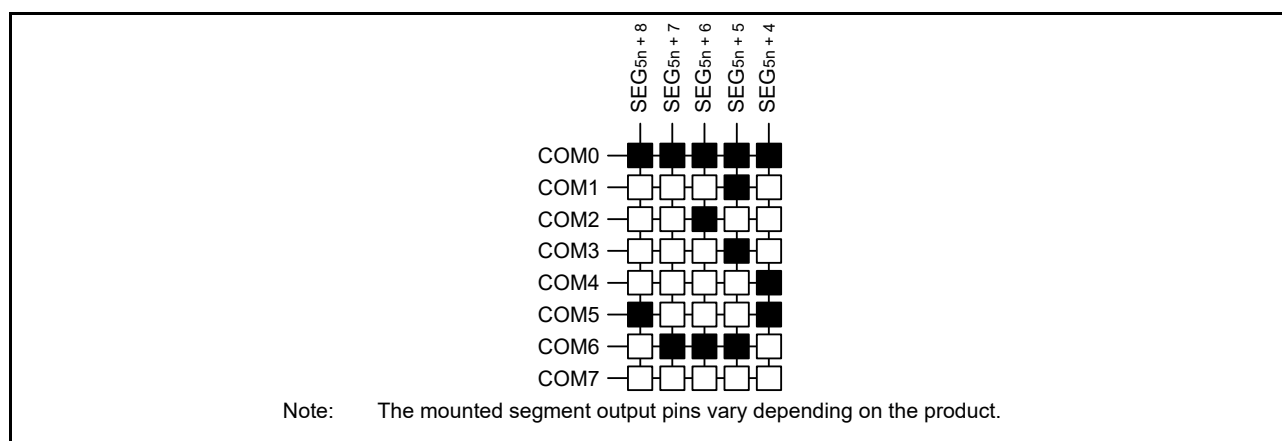 SEG5n + 8
SEG5n + 7
SEG5n + 6
SEG5n + 5
SEG5n + 4
COM0
COM1
COM2
COM3
COM4
COM5
COM6
COM7
Note: The mounted segment output pins vary depending on the product.